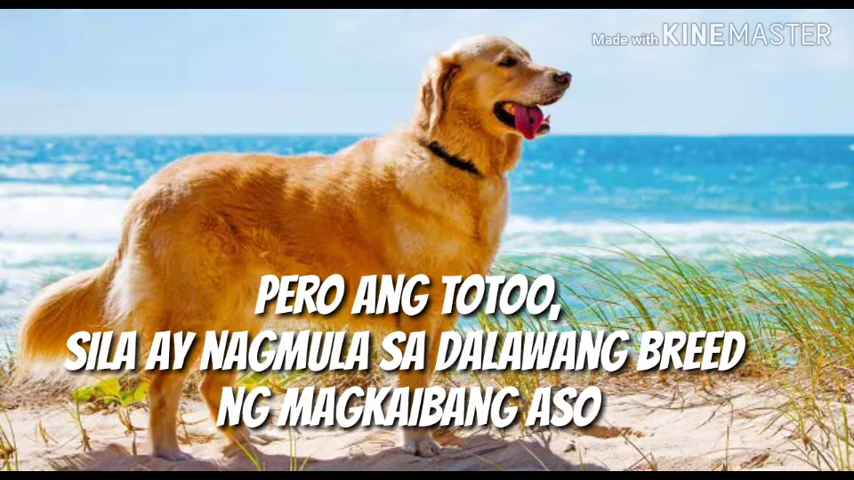 Made with KINEMASTER
PERO ANG TOTOO,
SILA AY NAGMULA SA DALAWANG BREED
NG MAGKAIBANG ASO